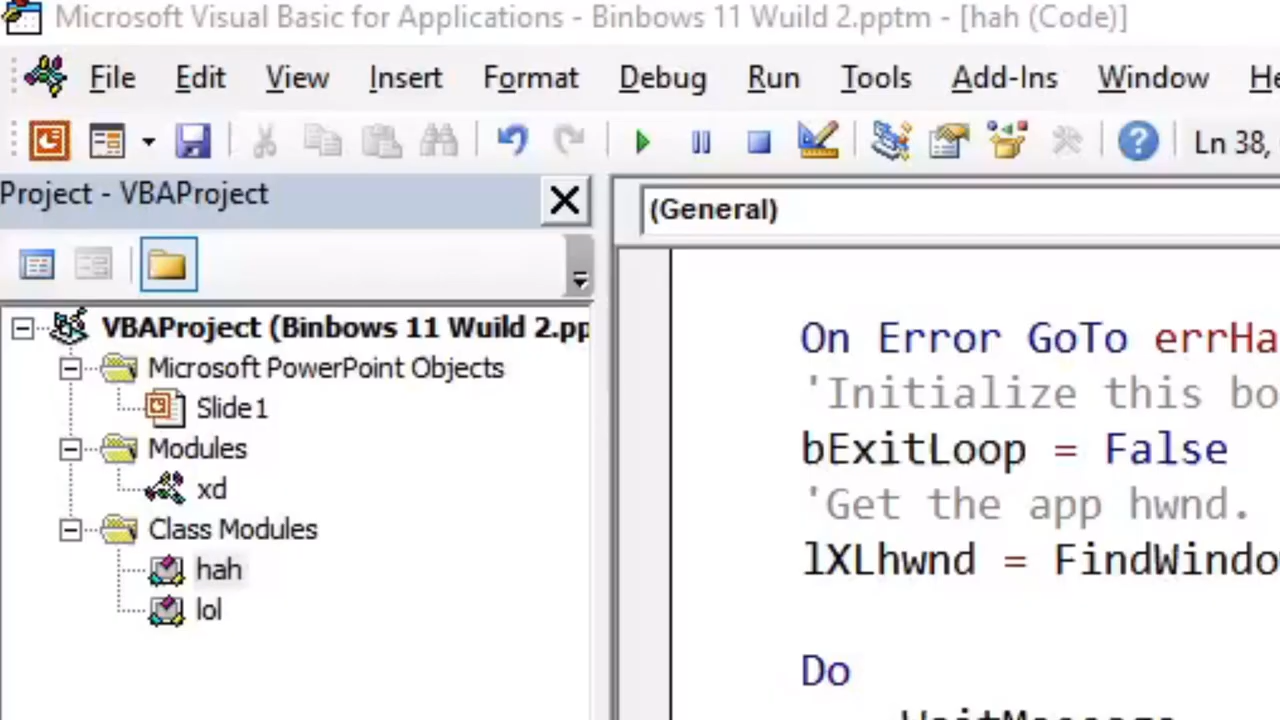 Microsoft Visual Basic for Applications - Binbows 11 Wuild 2.pptm - [hah (Code)]
File Edit View Insert Format Debug Run Tools Add-Ins Window He
Ln 38,
Project - VBAProject
(General)
VBAProject (Binbows 11 Wuild 2.pp
Microsoft PowerPoint Objects
Slide1
Modules
xd
Class Modules
hah
lol
On Error GoTo errHa
'Initialize this bo
bExitLoop = False
'Get the app hwnd.
lXLhwnd = FindWindo
Do
WaitMessage